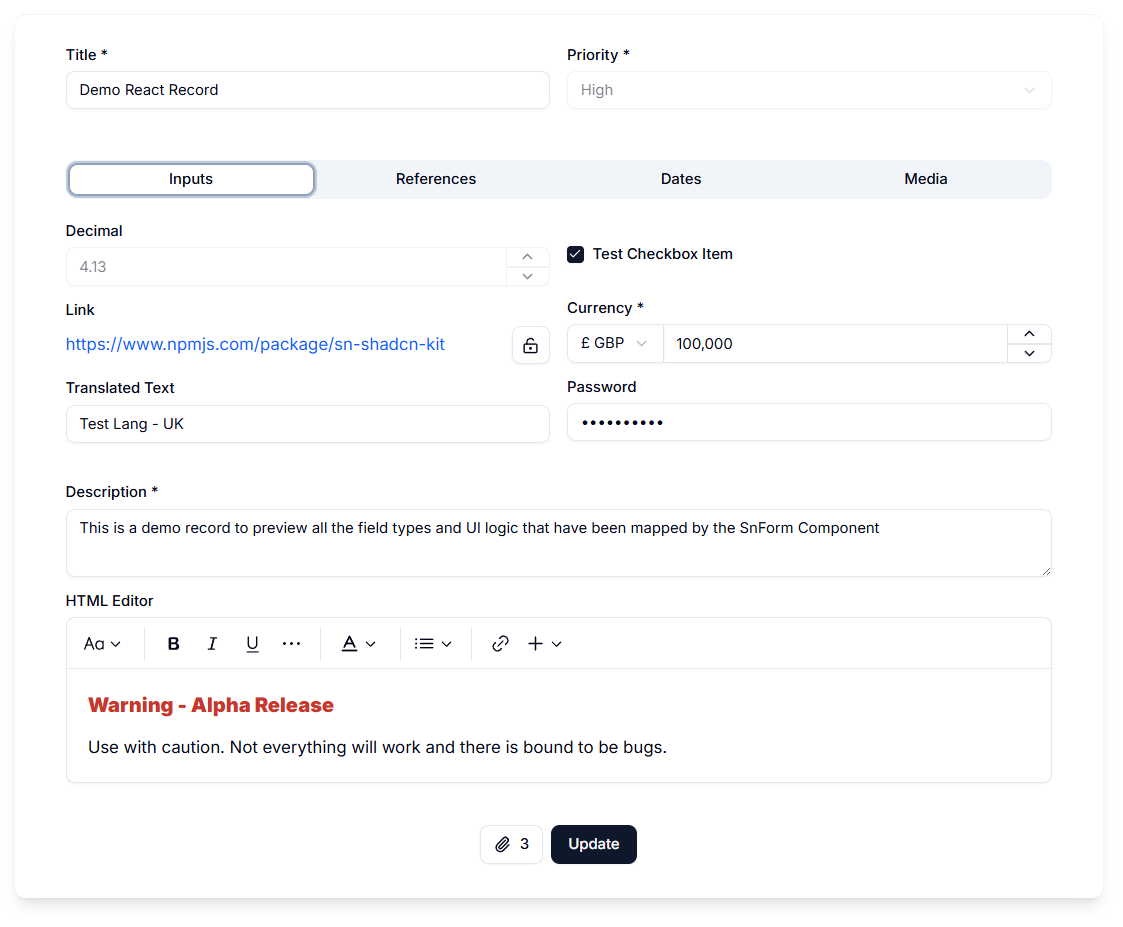 Title *
Priority *
Demo React Record
High
Inputs
References
Dates
Media
Decimal
4.13
Test Checkbox Item
Link
https://www.npmjs.com/package/sn-shadcn-kit
Currency *
£ GBP
100,000
Translated Text
Test Lang - UK
Password
••••••••••
Description *
This is a demo record to preview all the field types and UI logic that have been mapped by the SnForm Component
HTML Editor
Aa
B
I
U
A
Warning - Alpha Release
Use with caution. Not everything will work and there is bound to be bugs.
3
Update